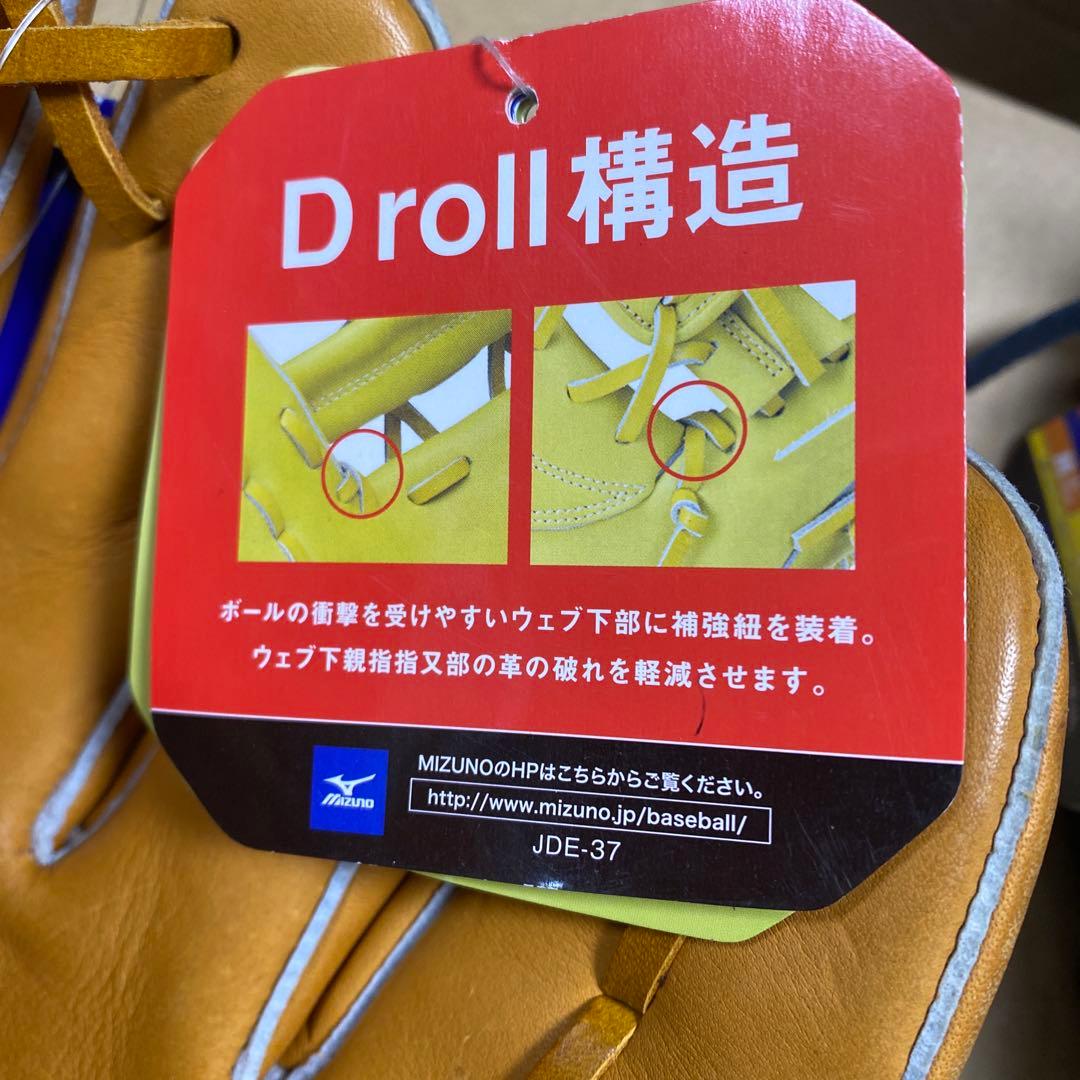 D roll構造
ボールの衝撃を受けやすいウェブ下部に補強紐を装着。
ウェブ下親指指又部の革の破れを軽減させます。
MIZUNO
MIZUNOのHPはこちらからご覧ください。
http://www.mizuno.jp/baseball/
JDE-37